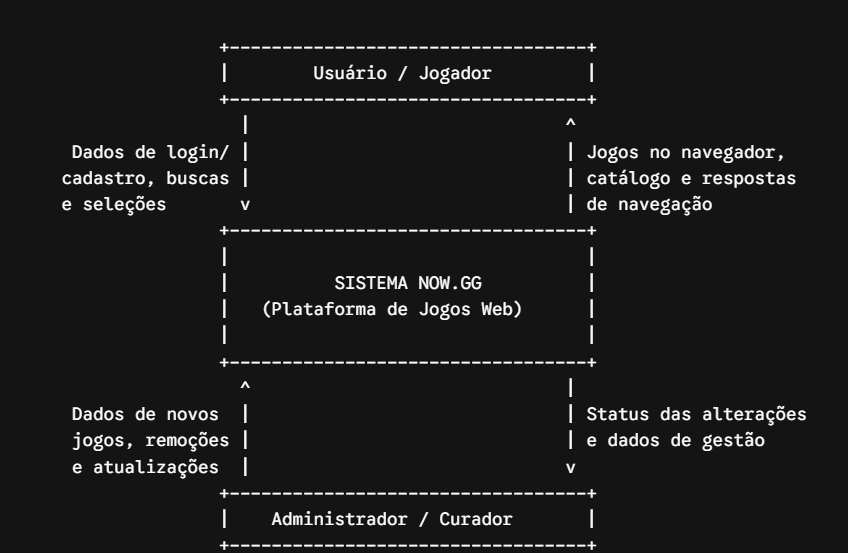 Usuário / Jogador
Dados de login/
cadastro, buscas
e seleções
Jogos no navegador,
catálogo e respostas
de navegação
SISTEMA NOW.GG
(Plataforma de Jogos Web)
Dados de novos
jogos, remoções
e atualizações
Status das alterações
e dados de gestão
Administrador / Curador